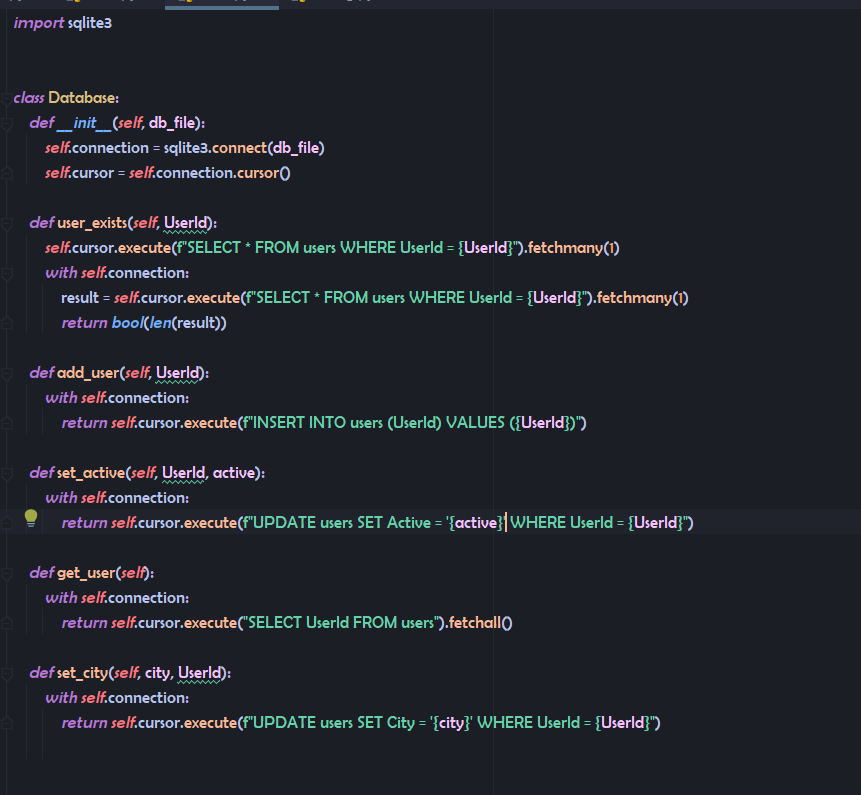 import sqlite3
class Database:
def __init__(self, db_file):
self.connection = sqlite3.connect(db_file)
self.cursor = self.connection.cursor()
def user_exists(self, UserId):
self.cursor.execute(f"SELECT * FROM users WHERE UserId = {UserId}").fetchmany(1)
with self.connection:
result = self.cursor.execute(f"SELECT * FROM users WHERE UserId = {UserId}").fetchmany(1)
return bool(len(result))
def add_user(self, UserId):
with self.connection:
return self.cursor.execute(f"INSERT INTO users (UserId) VALUES ({UserId})")
def set_active(self, UserId, active):
with self.connection:
return self.cursor.execute(f"UPDATE users SET Active = '{active}' WHERE UserId = {UserId}")
def get_user(self):
with self.connection:
return self.cursor.execute("SELECT UserId FROM users").fetchall()
def set_city(self, city, UserId):
with self.connection:
return self.cursor.execute(f"UPDATE users SET City = '{city}' WHERE UserId = {UserId}")